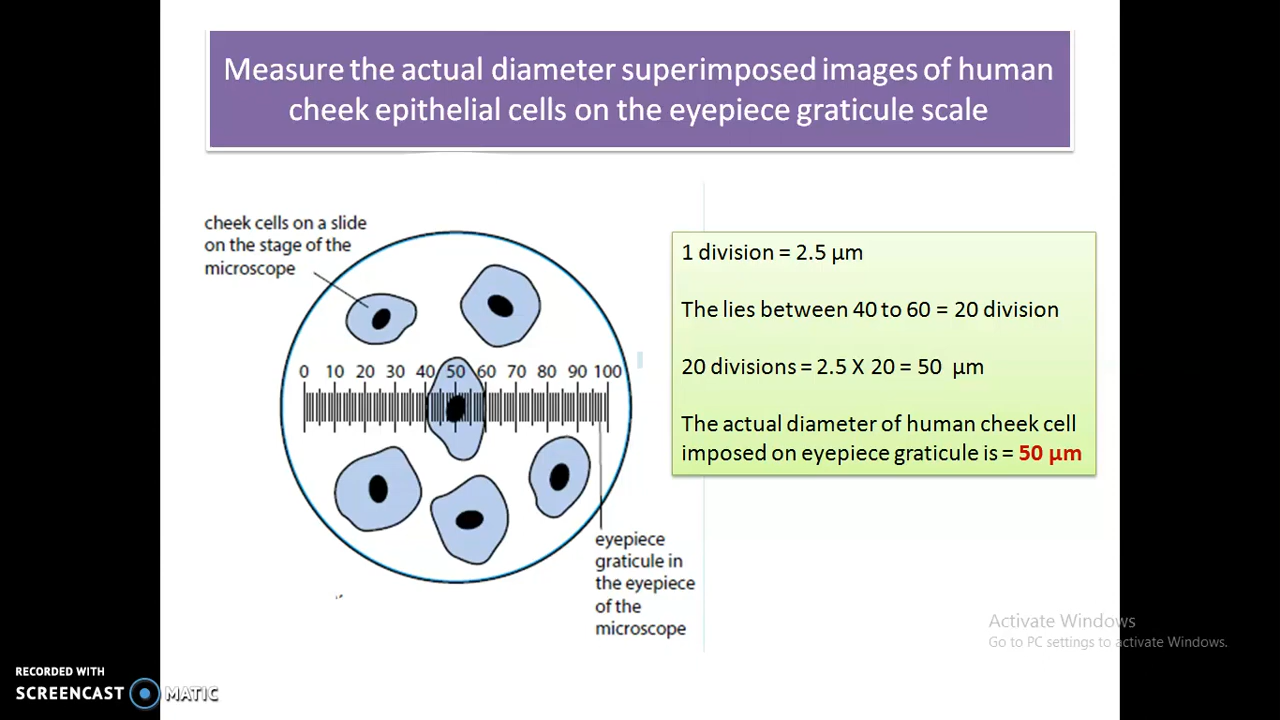 Measure the actual diameter superimposed images of human
cheek epithelial cells on the eyepiece graticule scale
cheek cells on a slide
on the stage of the
microscope
0 10 20 30 40 50 60 70 80 90 100
eyepiece
graticule in
the eyepiece
of the
microscope
1 division = 2.5 µm
The lies between 40 to 60 = 20 division
20 divisions = 2.5 X 20 = 50 µm
The actual diameter of human cheek cell
imposed on eyepiece graticule is = 50 µm
Activate Windows
Go to PC settings to activate Windows.
RECORDED WITH
SCREENCAST MATIC